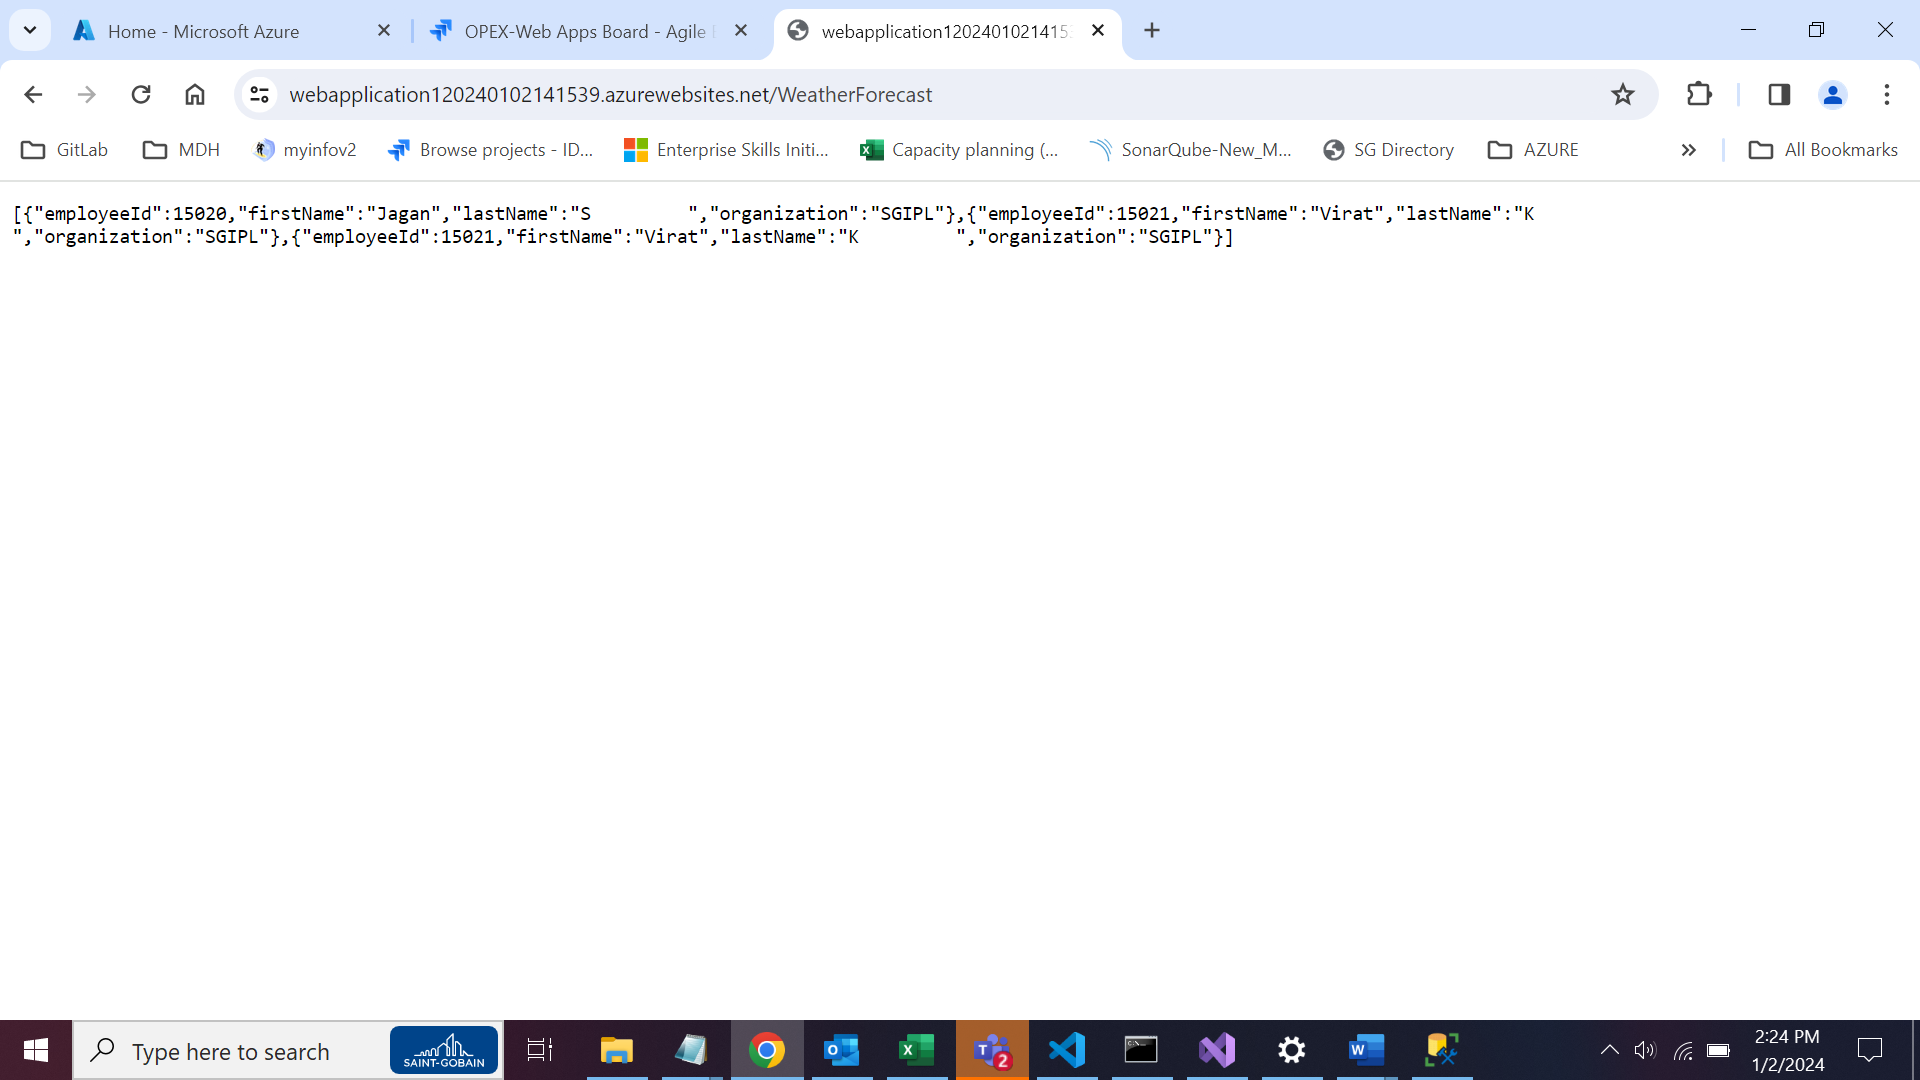 Home - Microsoft Azure
OPEX-Web Apps Board - Agile
webapplication12024010214153
webapplication120240102141539.azurewebsites.net/WeatherForecast
GitLab
MDH
myinfov2
Browse projects - ID...
Enterprise Skills Initi...
Capacity planning (...
SonarQube-New_M...
SG Directory
AZURE
All Bookmarks
[{"employeeId":15020,"firstName":"Jagan","lastName":"S         ","organization":"SGIPL"},{"employeeId":15021,"firstName":"Virat","lastName":"K
","organization":"SGIPL"},{"employeeId":15021,"firstName":"Virat","lastName":"K         ","organization":"SGIPL"}]
Type here to search
SAINT-GOBAIN
2
2:24 PM
1/2/2024